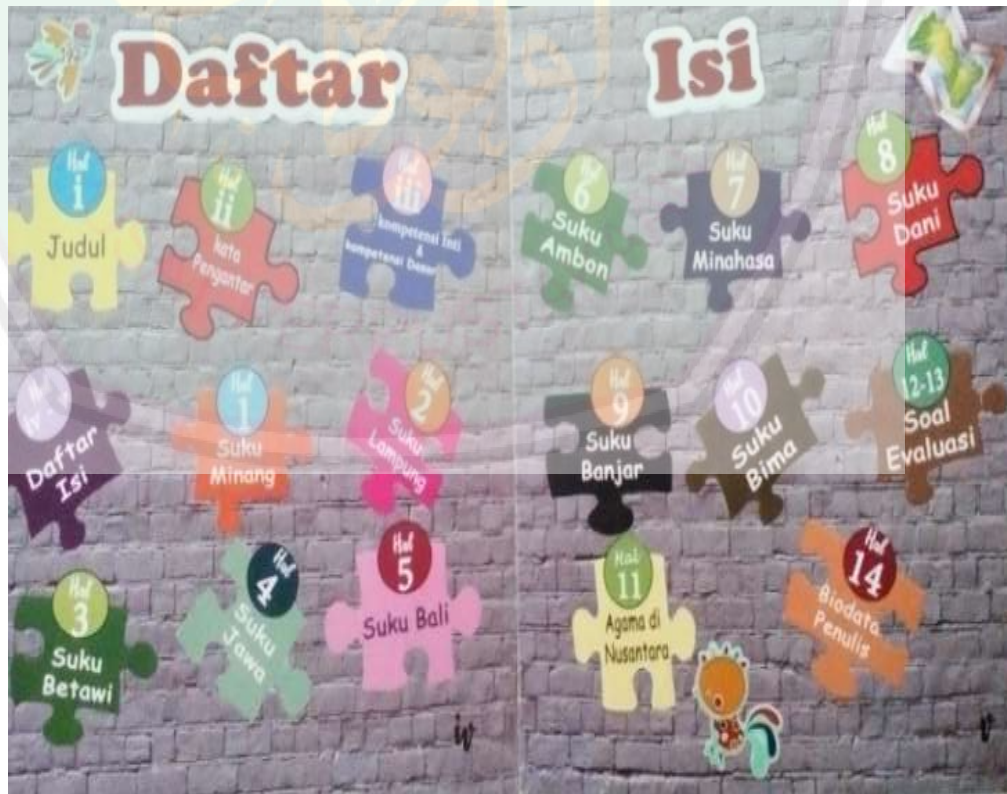 Daftar Isi
Hal
i
Judul
Hal
ii
kata
Pengantar
Hal
iii
kompetensi Inti
&
kompetensi Dasar
Hal
iv
Daftar
Isi
Hal
1
Suku
Minang
Hal
2
Suku
Lampung
Hal
3
Suku
Betawi
Hal
4
Suku
Jawa
Hal
5
Suku Bali
iv
Hal
6
Suku
Ambon
Hal
7
Suku
Minahasa
Hal
8
Suku
Dani
Hal
9
Suku
Banjar
Hal
10
Suku
Bima
Hal
12-13
Soal
Evaluasi
Hal
11
Agama di
Nusantara
Hal
14
Biodata
Penulis
v